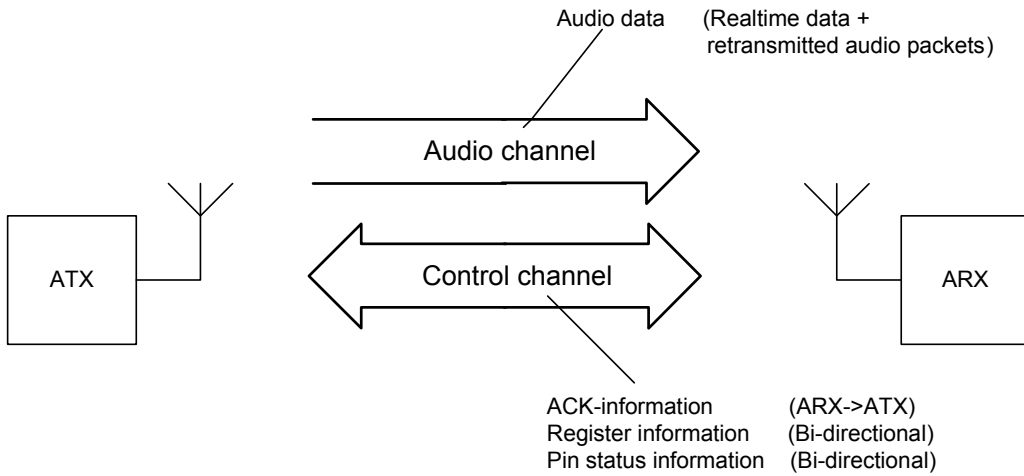 Audio data (Realtime data +
retransmitted audio packets)
Audio channel
ATX
Control channel
ARX
ACK-information (ARX->ATX)
Register information (Bi-directional)
Pin status information (Bi-directional)